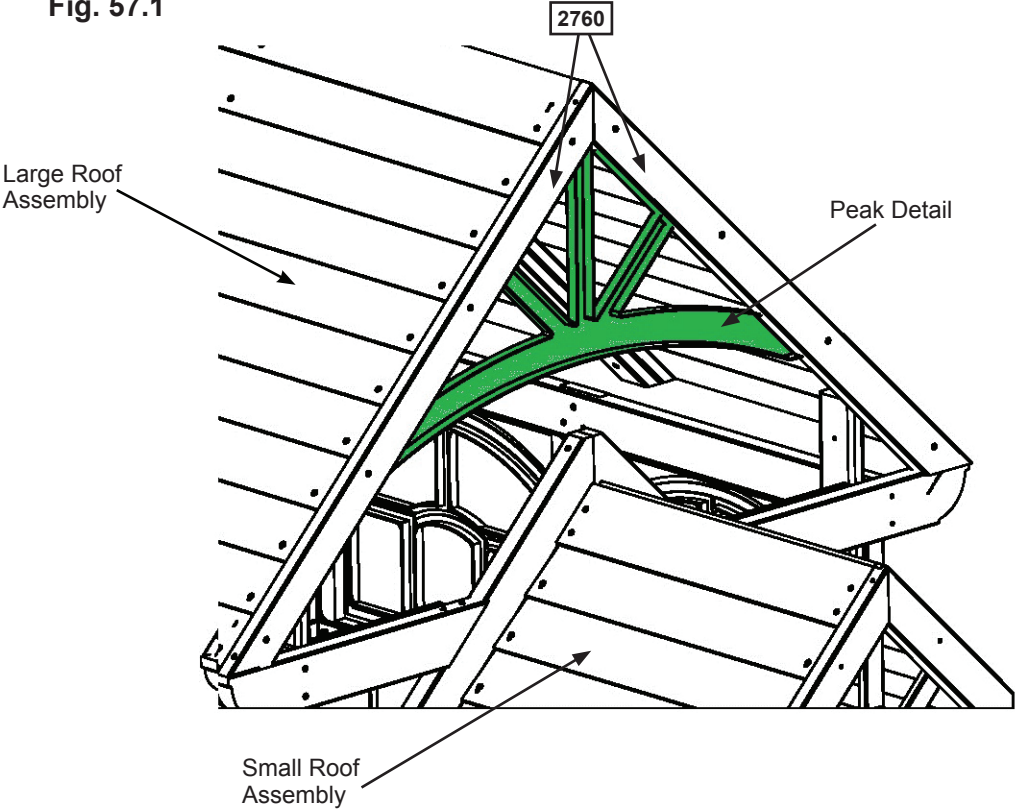 Fig. 57.1
2760
Large Roof
Assembly
Peak Detail
Small Roof
Assembly